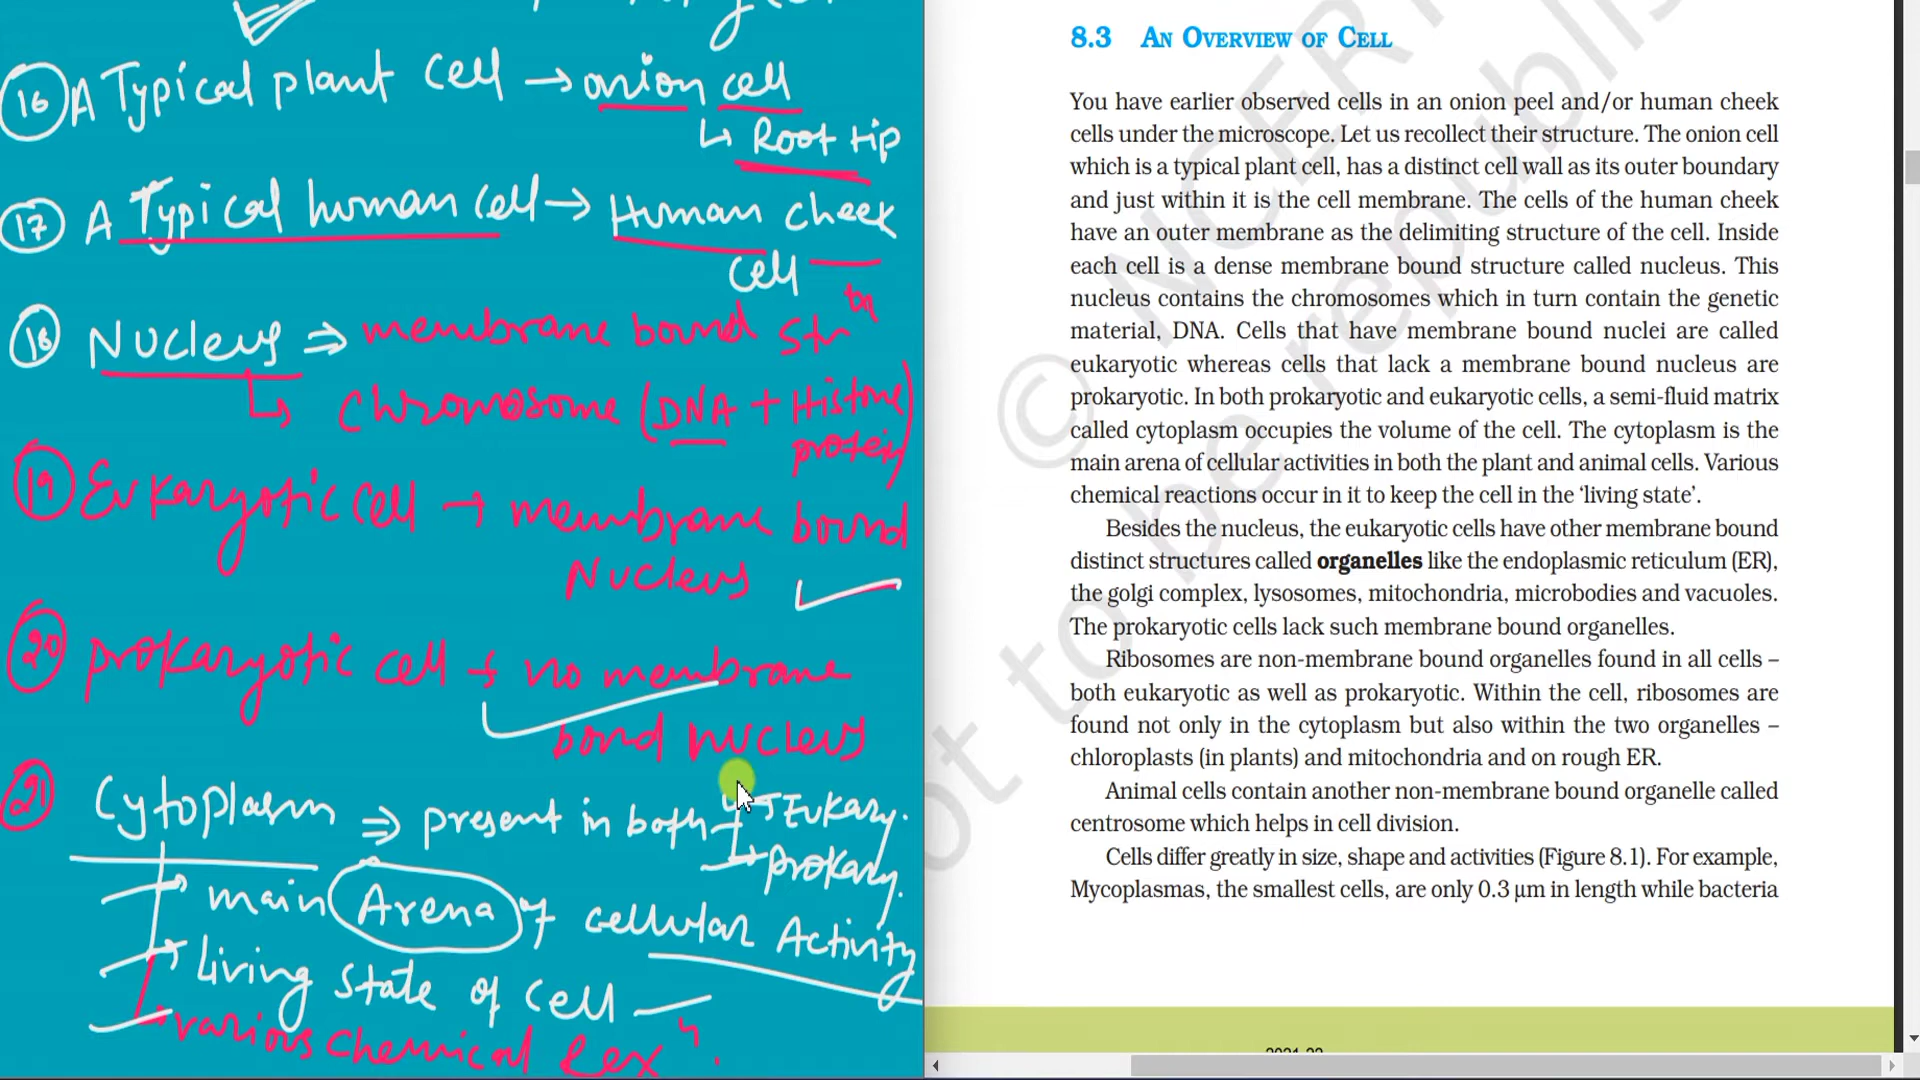 16 A Typical plant cell → onion cell
↳ Root tip
17 A Typical human cell → Human cheek
cell
18 Nucleus ⇒ membrane bound strⁿ
↳ Chromosome (DNA + Histone
protein)
19 Eukaryotic cell → membrane bound
Nucleus
20 prokaryotic cell → no membrane
bond nucleus
21 Cytoplasm ⇒ present in both → Eukary.
→ prokary.
→ main Arena of cellular Activity
→ living state of cell
→ various chemical Rexⁿ.
8.3 AN OVERVIEW OF CELL
You have earlier observed cells in an onion peel and/or human cheek
cells under the microscope. Let us recollect their structure. The onion cell
which is a typical plant cell, has a distinct cell wall as its outer boundary
and just within it is the cell membrane. The cells of the human cheek
have an outer membrane as the delimiting structure of the cell. Inside
each cell is a dense membrane bound structure called nucleus. This
nucleus contains the chromosomes which in turn contain the genetic
material, DNA. Cells that have membrane bound nuclei are called
eukaryotic whereas cells that lack a membrane bound nucleus are
prokaryotic. In both prokaryotic and eukaryotic cells, a semi-fluid matrix
called cytoplasm occupies the volume of the cell. The cytoplasm is the
main arena of cellular activities in both the plant and animal cells. Various
chemical reactions occur in it to keep the cell in the ‘living state’.
Besides the nucleus, the eukaryotic cells have other membrane bound
distinct structures called organelles like the endoplasmic reticulum (ER),
the golgi complex, lysosomes, mitochondria, microbodies and vacuoles.
The prokaryotic cells lack such membrane bound organelles.
Ribosomes are non-membrane bound organelles found in all cells –
both eukaryotic as well as prokaryotic. Within the cell, ribosomes are
found not only in the cytoplasm but also within the two organelles –
chloroplasts (in plants) and mitochondria and on rough ER.
Animal cells contain another non-membrane bound organelle called
centrosome which helps in cell division.
Cells differ greatly in size, shape and activities (Figure 8.1). For example,
Mycoplasmas, the smallest cells, are only 0.3 μm in length while bacteria
© NCERT
not to be republis
2021-22